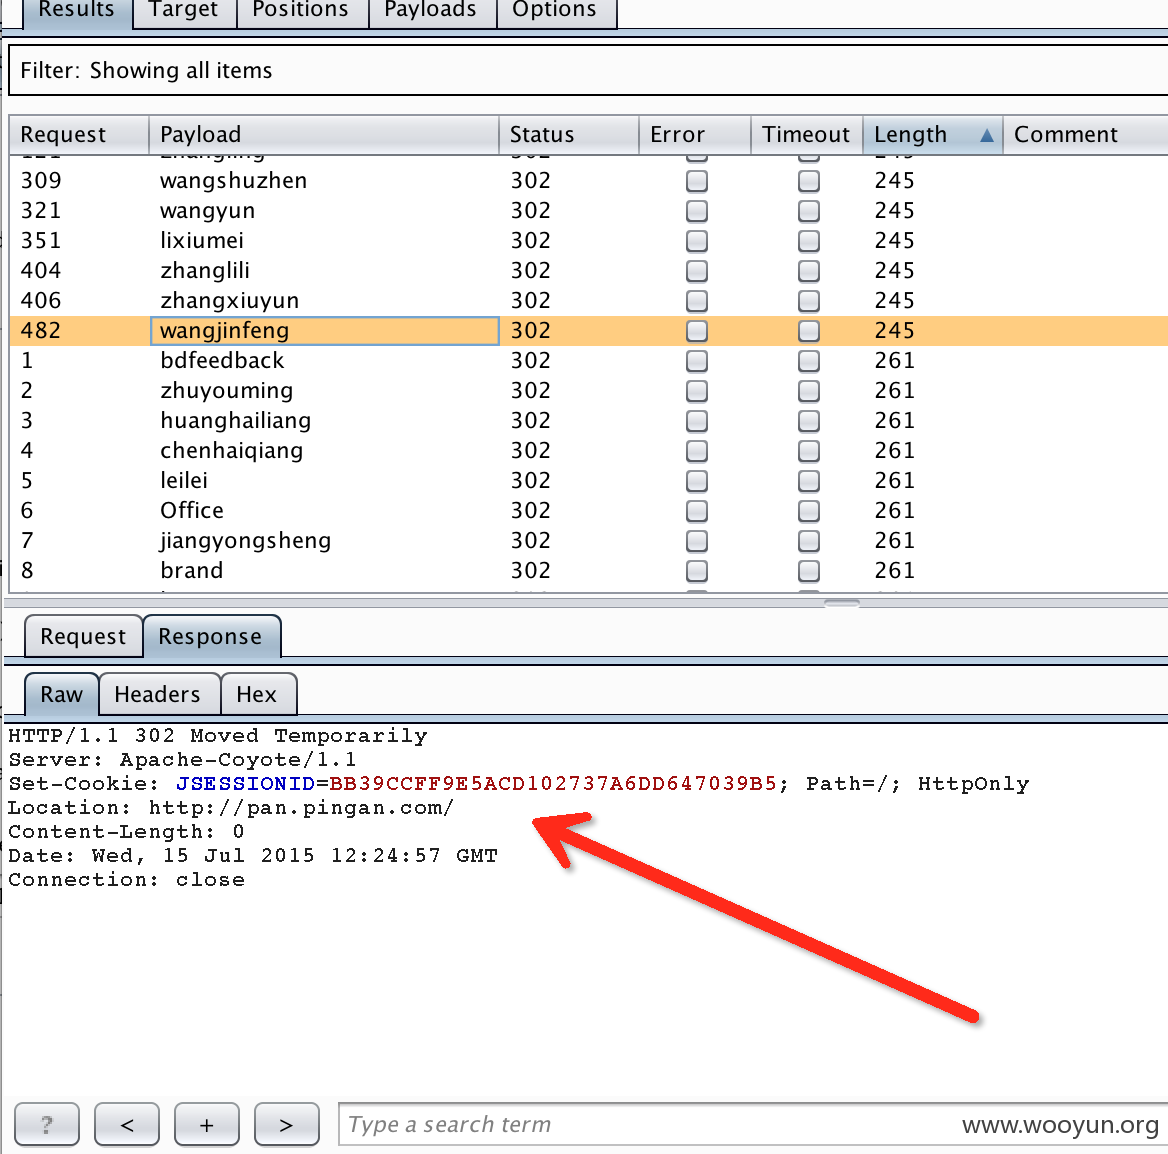 Results Target Positions Payloads Options
Filter: Showing all items
Request Payload Status Error Timeout Length Comment
309 wangshuzhen 302 245
321 wangyun 302 245
351 lixiumei 302 245
404 zhanglili 302 245
406 zhangxiuyun 302 245
482 wangjinfeng 302 245
1 bdfeedback 302 261
2 zhuyouming 302 261
3 huanghailiang 302 261
4 chenhaiqiang 302 261
5 leilei 302 261
6 Office 302 261
7 jiangyongsheng 302 261
8 brand 302 261
Request Response
Raw Headers Hex
HTTP/1.1 302 Moved Temporarily
Server: Apache-Coyote/1.1
Set-Cookie: JSESSIONID=BB39CCFF9E5ACD102737A6DD647039B5; Path=/; HttpOnly
Location: http://pan.pingan.com/
Content-Length: 0
Date: Wed, 15 Jul 2015 12:24:57 GMT
Connection: close
? < + > Type a search term www.wooyun.org